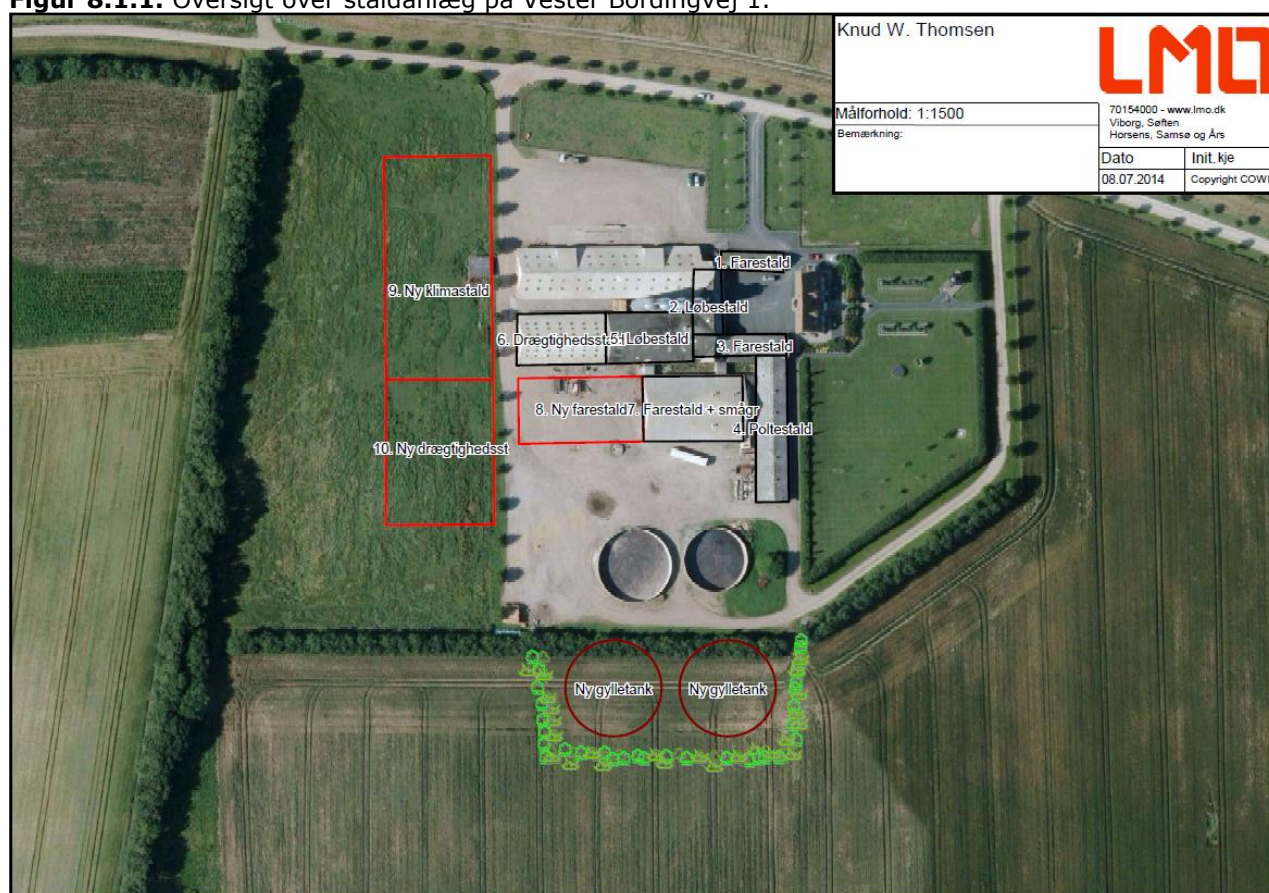 Figur 8.1.1. Oversigt over staldanlæg på Vester Bordingvej 1.
Knud W. Thomsen
LMO
Målforhold: 1:1500
Bemærkning:
70154000 - www.lmo.dk
Viborg, Søften
Horsens, Samsø og Års
Dato
Init. kje
08.07.2014
Copyright COWI
1. Farestald
2. Løbestald
9. Ny klimastald
6. Drægtighedsst
5. Løbestald
3. Farestald
8. Ny farestald
7. Farestald + smågr
4. Poltestald
10. Ny drægtighedsst
Ny gylletank
Ny gylletank